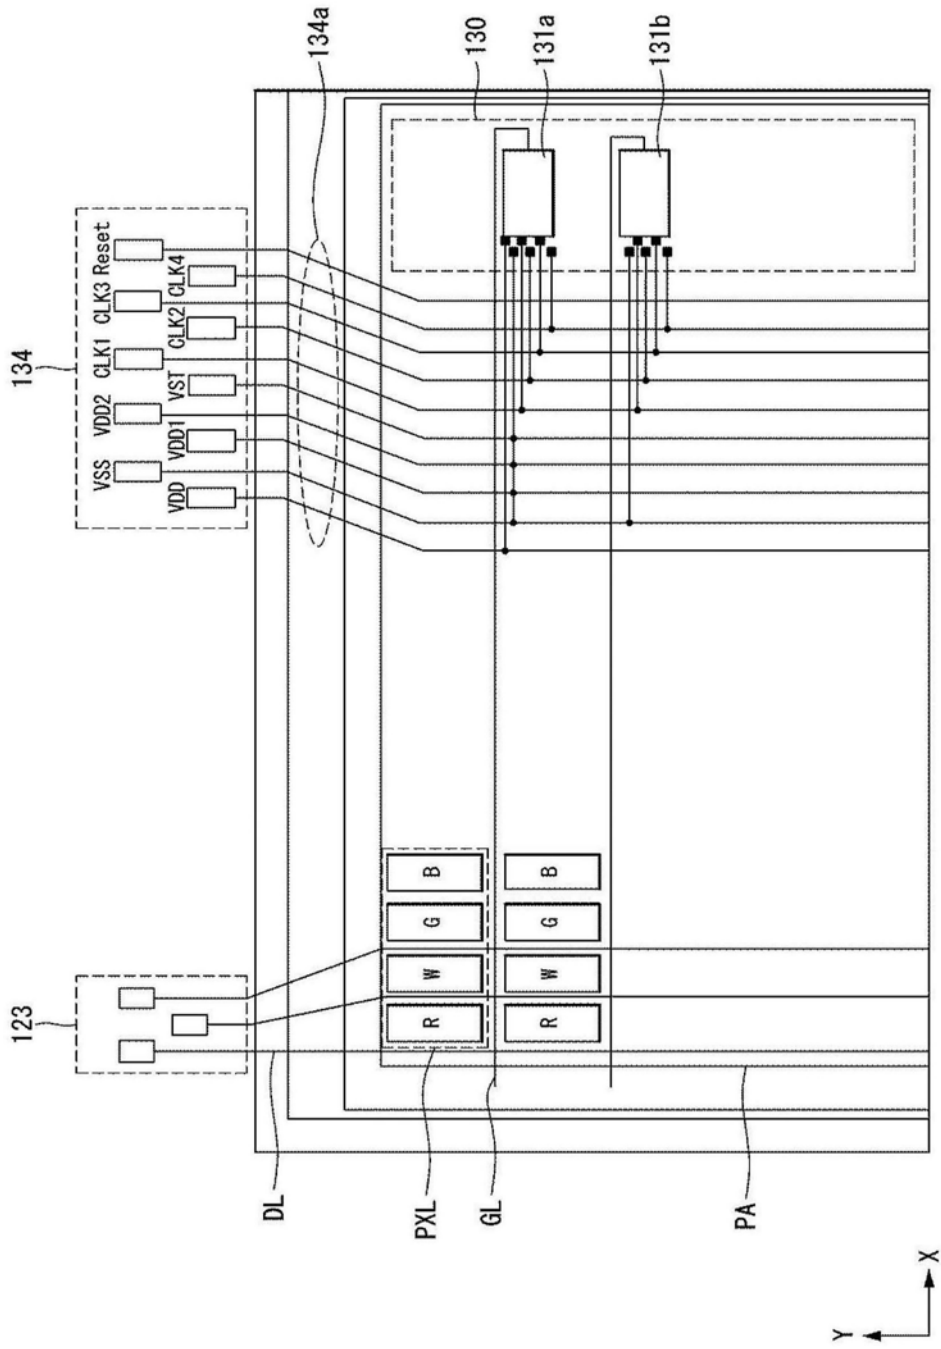 134
134a
130
131a
131b
Reset
CLK4
CLK3
CLK2
CLK1
VST
VDD2
VDD1
VSS
VDD
123
R W G B
R W G B
DL
PXL
GL
PA
Y
X